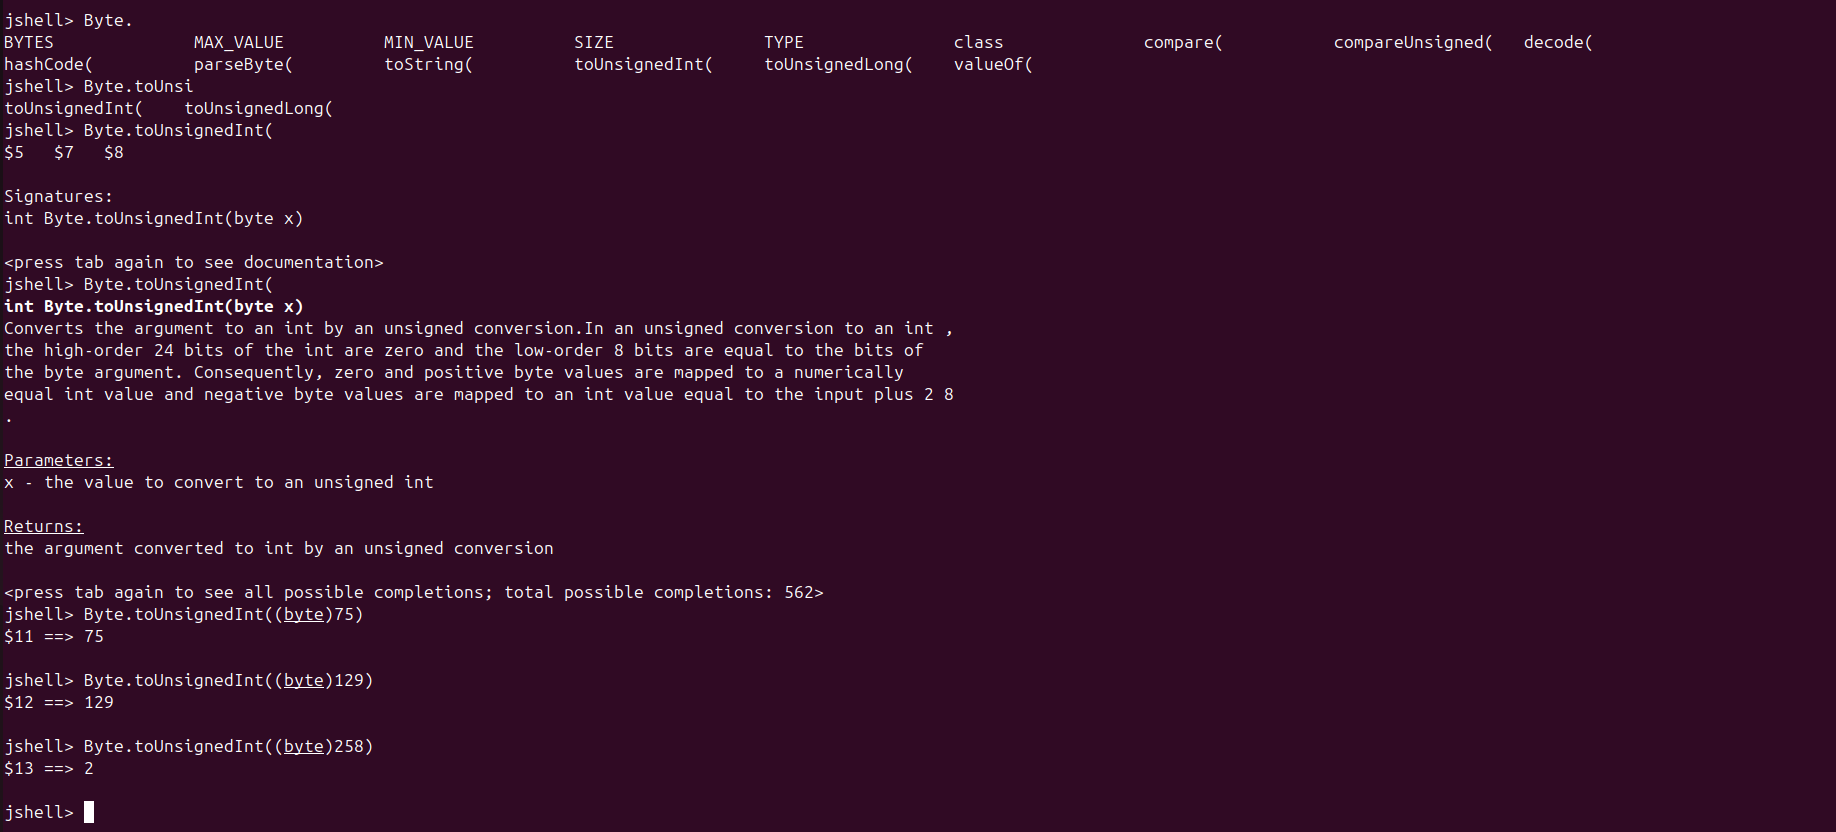 jshell> Byte.
BYTES MAX_VALUE MIN_VALUE SIZE TYPE class compare( compareUnsigned( decode(
hashCode( parseByte( toString( toUnsignedInt( toUnsignedLong( valueOf(
jshell> Byte.toUnsi
toUnsignedInt( toUnsignedLong(
jshell> Byte.toUnsignedInt(
$5 $7 $8
Signatures:
int Byte.toUnsignedInt(byte x)
<press tab again to see documentation>
jshell> Byte.toUnsignedInt(
int Byte.toUnsignedInt(byte x)
Converts the argument to an int by an unsigned conversion.In an unsigned conversion to an int ,
the high-order 24 bits of the int are zero and the low-order 8 bits are equal to the bits of
the byte argument. Consequently, zero and positive byte values are mapped to a numerically
equal int value and negative byte values are mapped to an int value equal to the input plus 2 8
.
Parameters:
x - the value to convert to an unsigned int
Returns:
the argument converted to int by an unsigned conversion
<press tab again to see all possible completions; total possible completions: 562>
jshell> Byte.toUnsignedInt((byte)75)
$11 ==> 75
jshell> Byte.toUnsignedInt((byte)129)
$12 ==> 129
jshell> Byte.toUnsignedInt((byte)258)
$13 ==> 2
jshell>